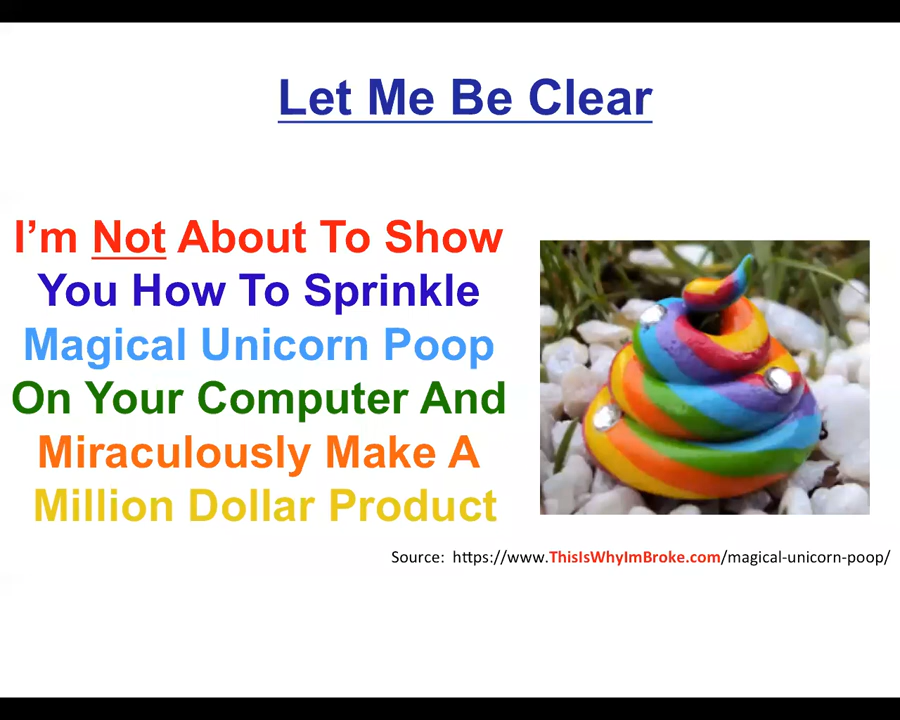 Let Me Be Clear
I’m Not About To Show
You How To Sprinkle
Magical Unicorn Poop
On Your Computer And
Miraculously Make A
Million Dollar Product
Source: https://www.ThisIsWhyImBroke.com/magical-unicorn-poop/